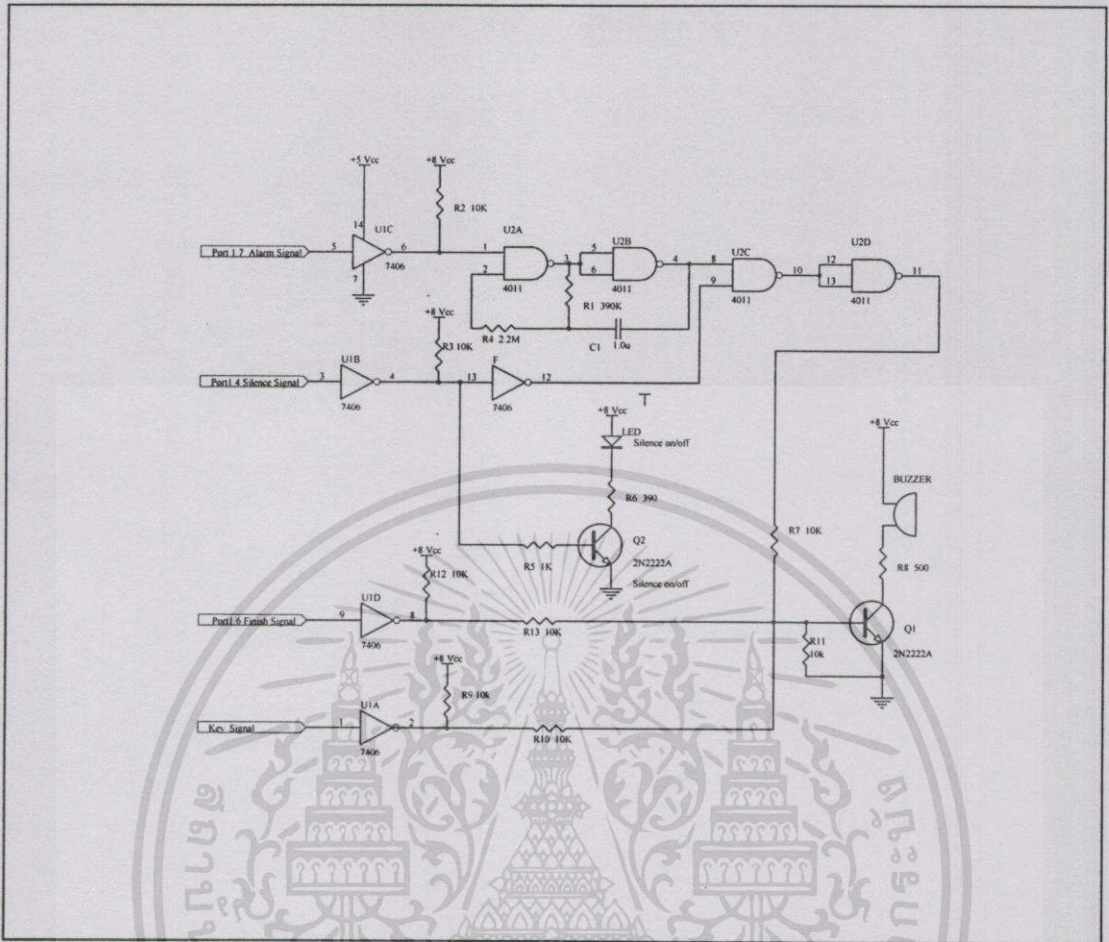 +5 Vcc
+8 Vcc
R2 10K
14
U1C
Port 1.7 Alarm Signal
5
6
7406
7
U2A
1
2
3
4011
U2B
5
6
4
4011
U2C
8
9
10
4011
U2D
12
13
11
4011
R1 390K
R4 2.2M
C1
1.0u
+8 Vcc
R3 10K
U1B
Port1.4 Silence Signal
3
4
7406
F
13
12
7406
T
+8 Vcc
LED
Silence on/off
R6 390
Q2
2N2222A
Silence on/off
R5 1K
+8 Vcc
BUZZER
R7 10K
R8 500
+8 Vcc
R12 10K
U1D
Port1.6 Finish Signal
9
8
7406
R13 10K
R11
10k
Q1
2N2222A
+8 Vcc
R9 10k
U1A
Key Signal
1
2
7406
R10 10K